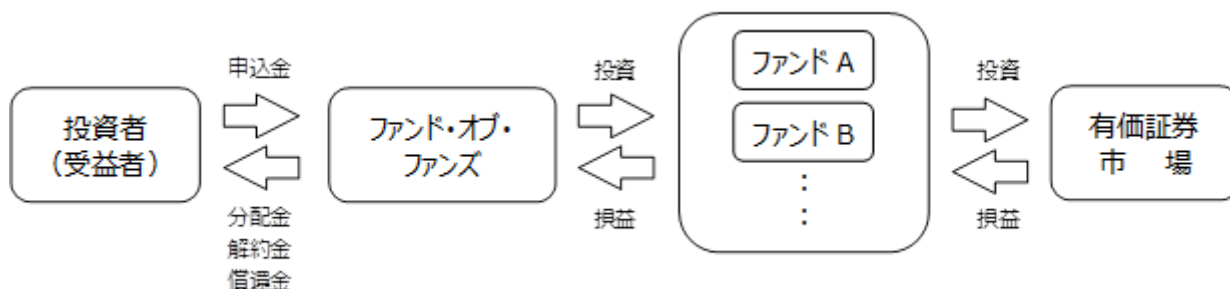 申込金
投資者
（受益者）
分配金
解約金
償還金
ファンド・オブ・
ファンズ
投資
損益
ファンド A
ファンド B
：
：
投資
損益
有価証券
市　場